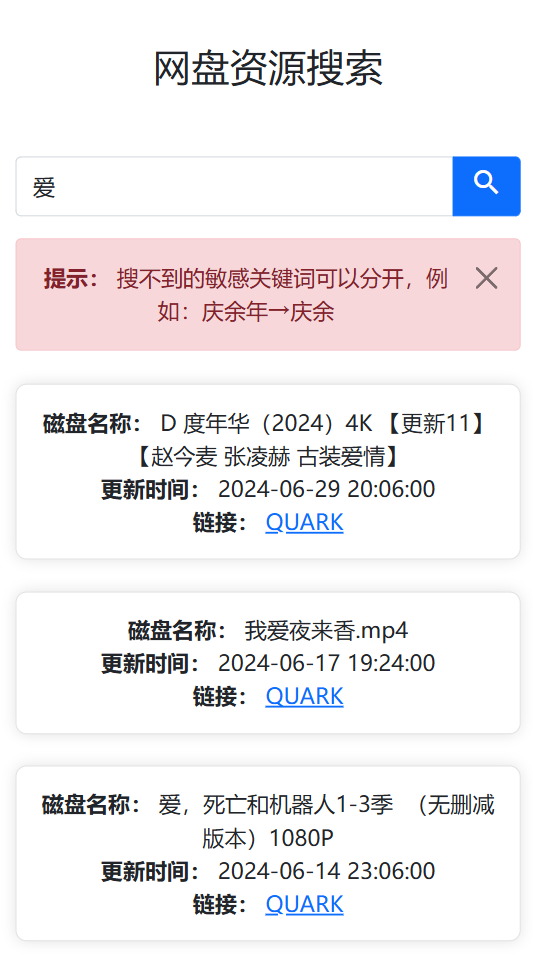 网盘资源搜索
爱
提示： 搜不到的敏感关键词可以分开，例
如：庆余年→庆余
磁盘名称： D 度年华（2024）4K 【更新11】
【赵今麦 张凌赫 古装爱情】
更新时间： 2024-06-29 20:06:00
链接： QUARK
磁盘名称： 我爱夜来香.mp4
更新时间： 2024-06-17 19:24:00
链接： QUARK
磁盘名称： 爱，死亡和机器人1-3季 （无删减
版本）1080P
更新时间： 2024-06-14 23:06:00
链接： QUARK